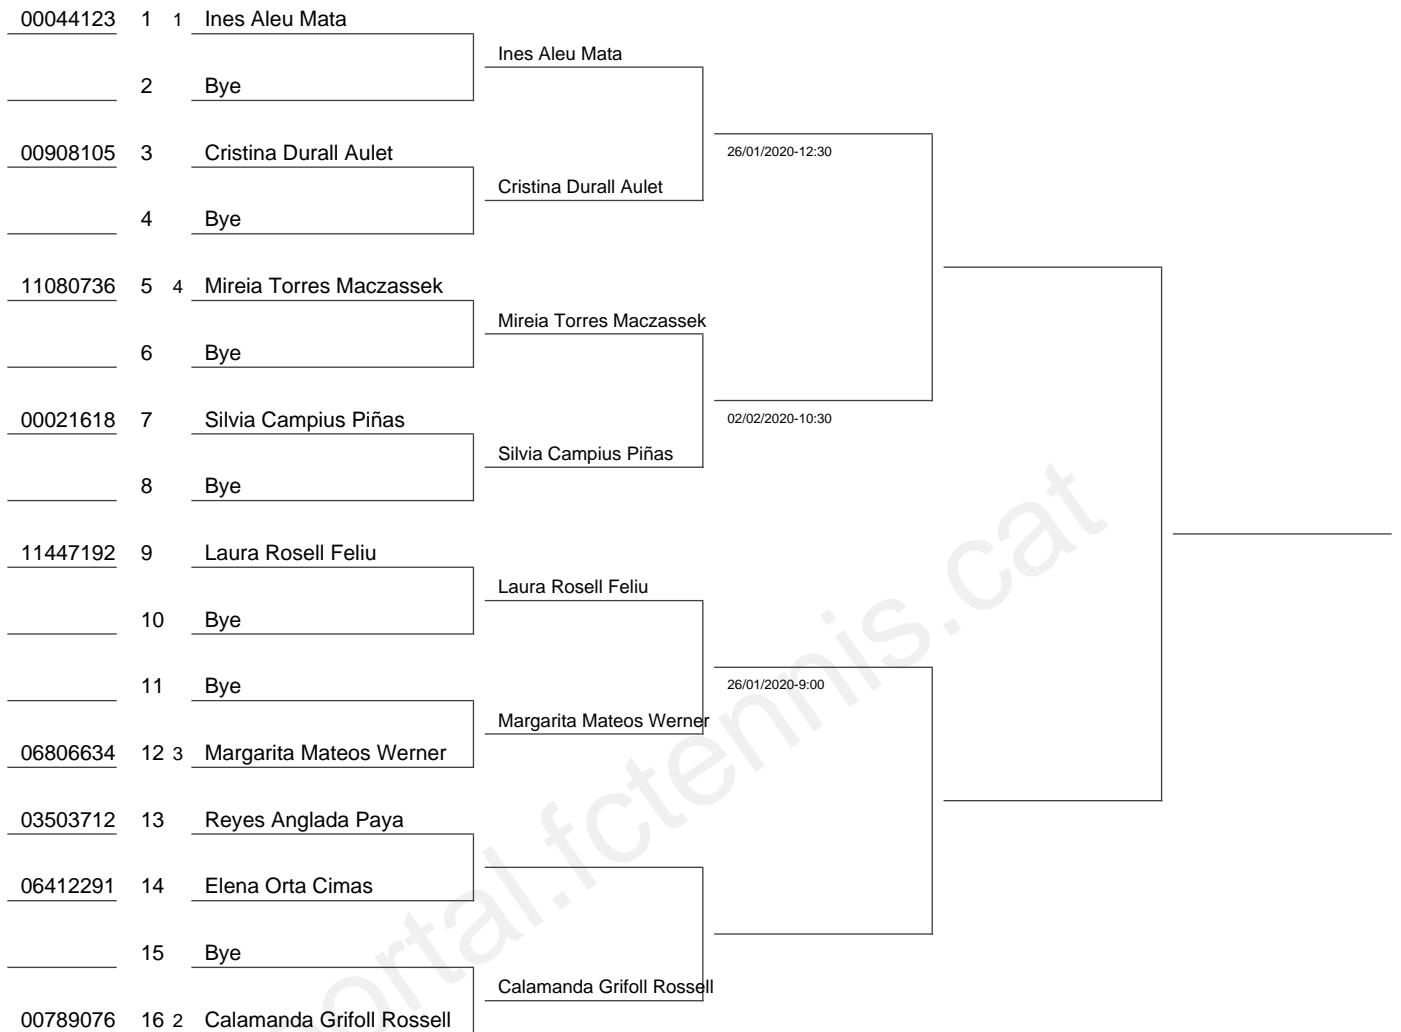 00044123 1 1 Ines Aleu Mata
Ines Aleu Mata
2 Bye
26/01/2020-12:30
00908105 3 Cristina Durall Aulet
Cristina Durall Aulet
4 Bye
11080736 5 4 Mireia Torres Maczassek
Mireia Torres Maczassek
6 Bye
00021618 7 Silvia Campius Piñas
02/02/2020-10:30
Silvia Campius Piñas
8 Bye
11447192 9 Laura Rosell Feliu
Laura Rosell Feliu
10 Bye
11 Bye
26/01/2020-9:00
Margarita Mateos Werner
06806634 12 3 Margarita Mateos Werner
03503712 13 Reyes Anglada Paya
06412291 14 Elena Orta Cimas
15 Bye
Calamanda Grifoll Rossell
00789076 16 2 Calamanda Grifoll Rossell
ortal.fctennis.cat